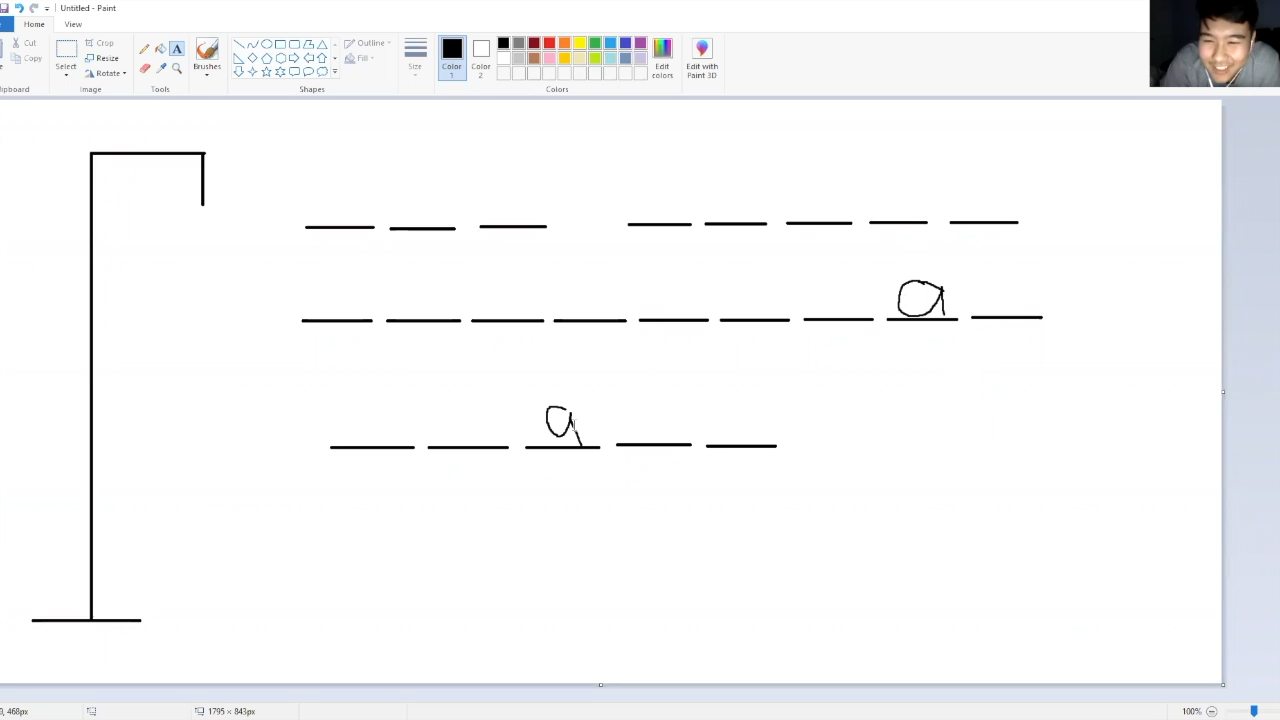 Untitled - Paint
Home View
Cut
Copy
Select
Crop
Resize
Rotate
Brushes
Outline
Fill
Size
Color
1
Color
2
Edit
colors
Edit with
Paint 3D
Image
Tools
Shapes
Colors
a
a
468px
1795 × 843px
100%